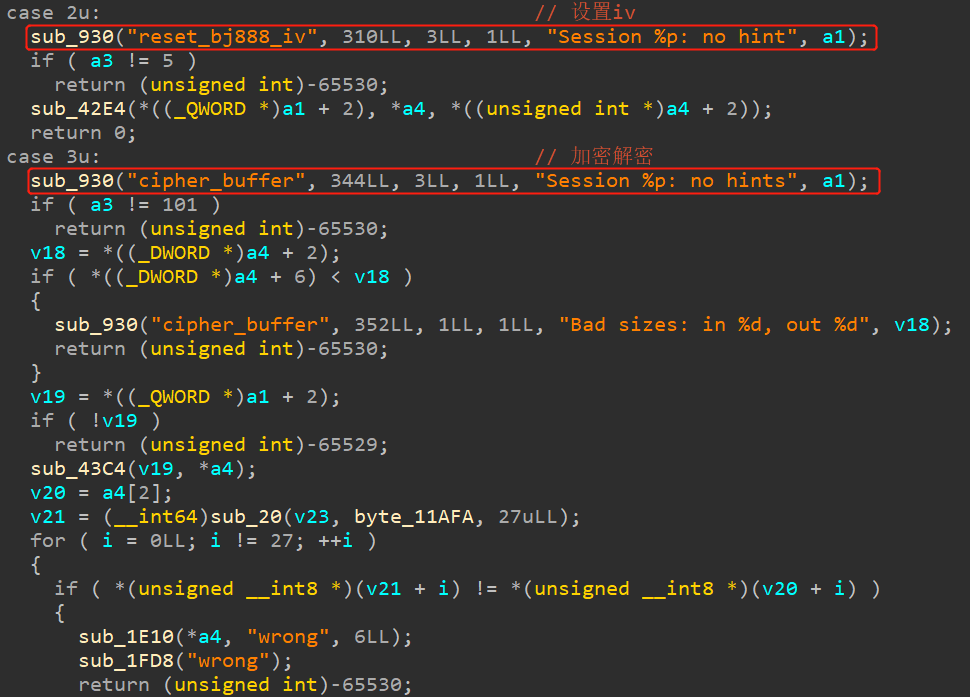 case 2u: // 设置iv
sub_930("reset_bj888_iv", 310LL, 3LL, 1LL, "Session %p: no hint", a1);
if ( a3 != 5 )
return (unsigned int)-65530;
sub_42E4(*((_QWORD *)a1 + 2), *a4, *((unsigned int *)a4 + 2));
return 0;
case 3u: // 加密解密
sub_930("cipher_buffer", 344LL, 3LL, 1LL, "Session %p: no hints", a1);
if ( a3 != 101 )
return (unsigned int)-65530;
v18 = *((_DWORD *)a4 + 2);
if ( *((_DWORD *)a4 + 6) < v18 )
{
sub_930("cipher_buffer", 352LL, 1LL, 1LL, "Bad sizes: in %d, out %d", v18);
return (unsigned int)-65530;
}
v19 = *((_QWORD *)a1 + 2);
if ( !v19 )
return (unsigned int)-65529;
sub_43C4(v19, *a4);
v20 = a4[2];
v21 = (__int64)sub_20(v23, byte_11AFA, 27uLL);
for ( i = 0LL; i != 27; ++i )
{
if ( *(unsigned __int8 *)(v21 + i) != *(unsigned __int8 *)(v20 + i) )
{
sub_1E10(*a4, "wrong", 6LL);
sub_1FD8("wrong");
return (unsigned int)-65530;